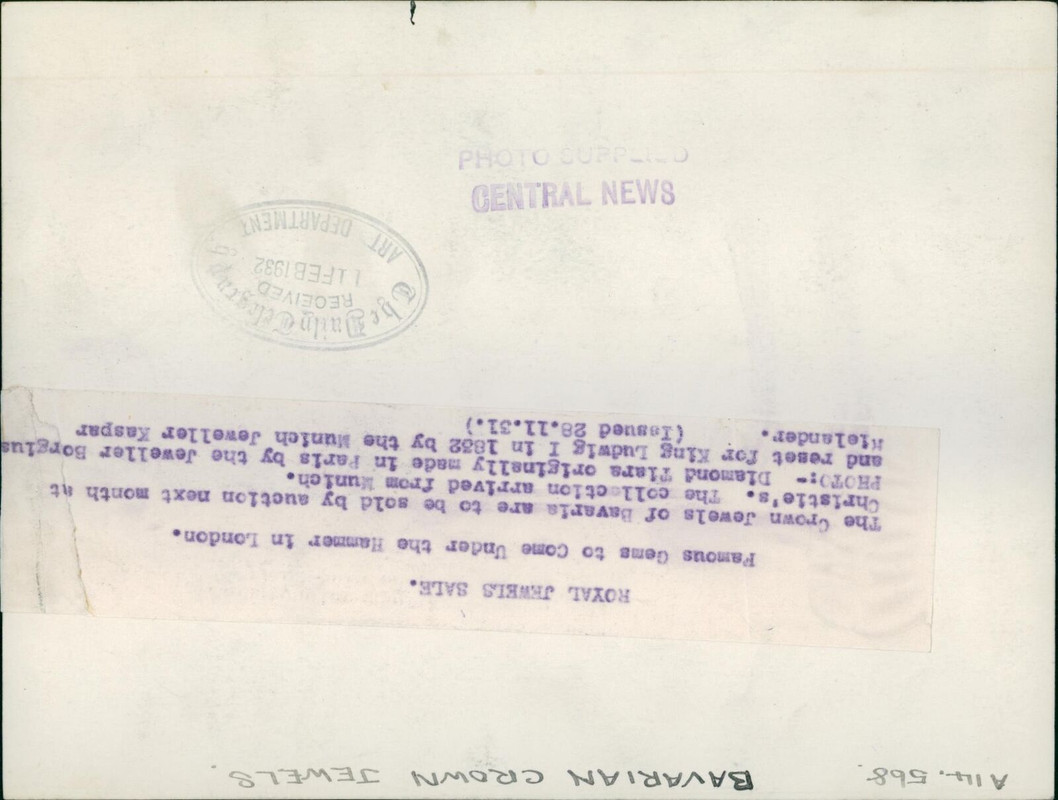 PHOTO SUPPLIED
CENTRAL NEWS
The Daily Telegraph
RECEIVED
11 FEB 1932
ART DEPARTMENT
ROYAL JEWELS SALE.
Famous Gems to Come Under the Hammer in London.
The Crown Jewels of Bavaria are to be sold by auction next month at
Christie's. The collection arrived from Munich.
PHOTO:- Diamond Tiara originally made in Paris by the Jeweller Borgius
and reset for King Ludwig I in 1832 by the Munich Jeweller Kaspar
Rielander. (Issued 28.11.31.)
A14.568. BAVARIAN CROWN JEWELS.